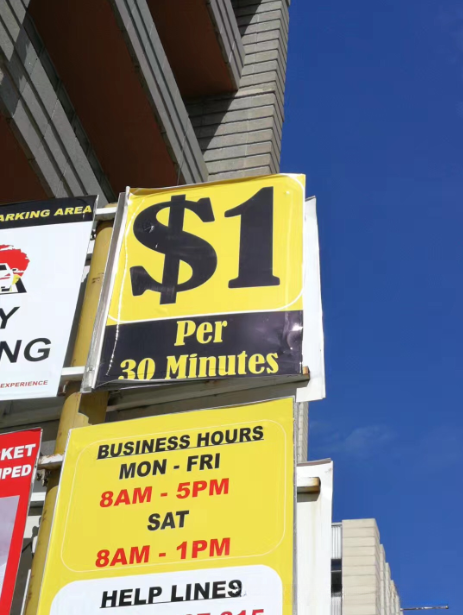 ARKING AREA
$1
Per
30 Minutes
Y
NG
EXPERIENCE
KET
PED
BUSINESS HOURS
MON - FRI
8AM - 5PM
SAT
8AM - 1PM
HELP LINES